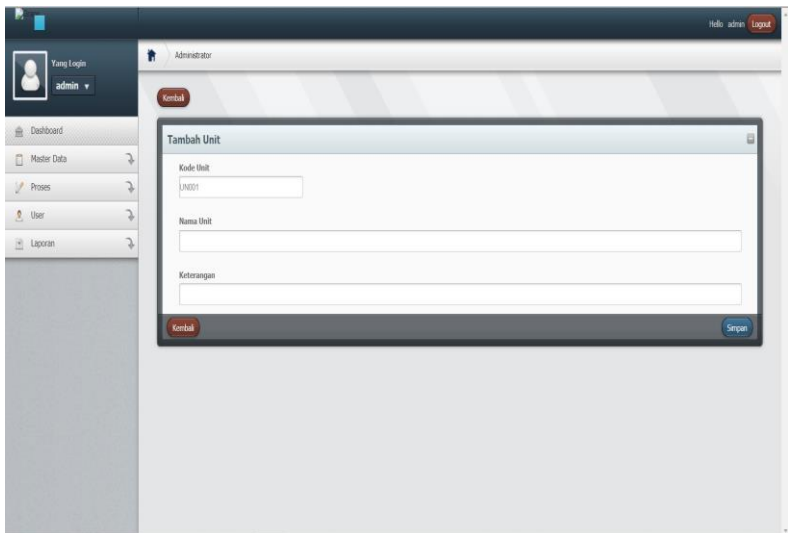 Hello admin Logout
Yang Login
admin
Administrator
Kembali
Dashboard
Master Data
Proses
User
Laporan
Tambah Unit
Kode Unit
UN001
Nama Unit
Keterangan
Kembali
Simpan